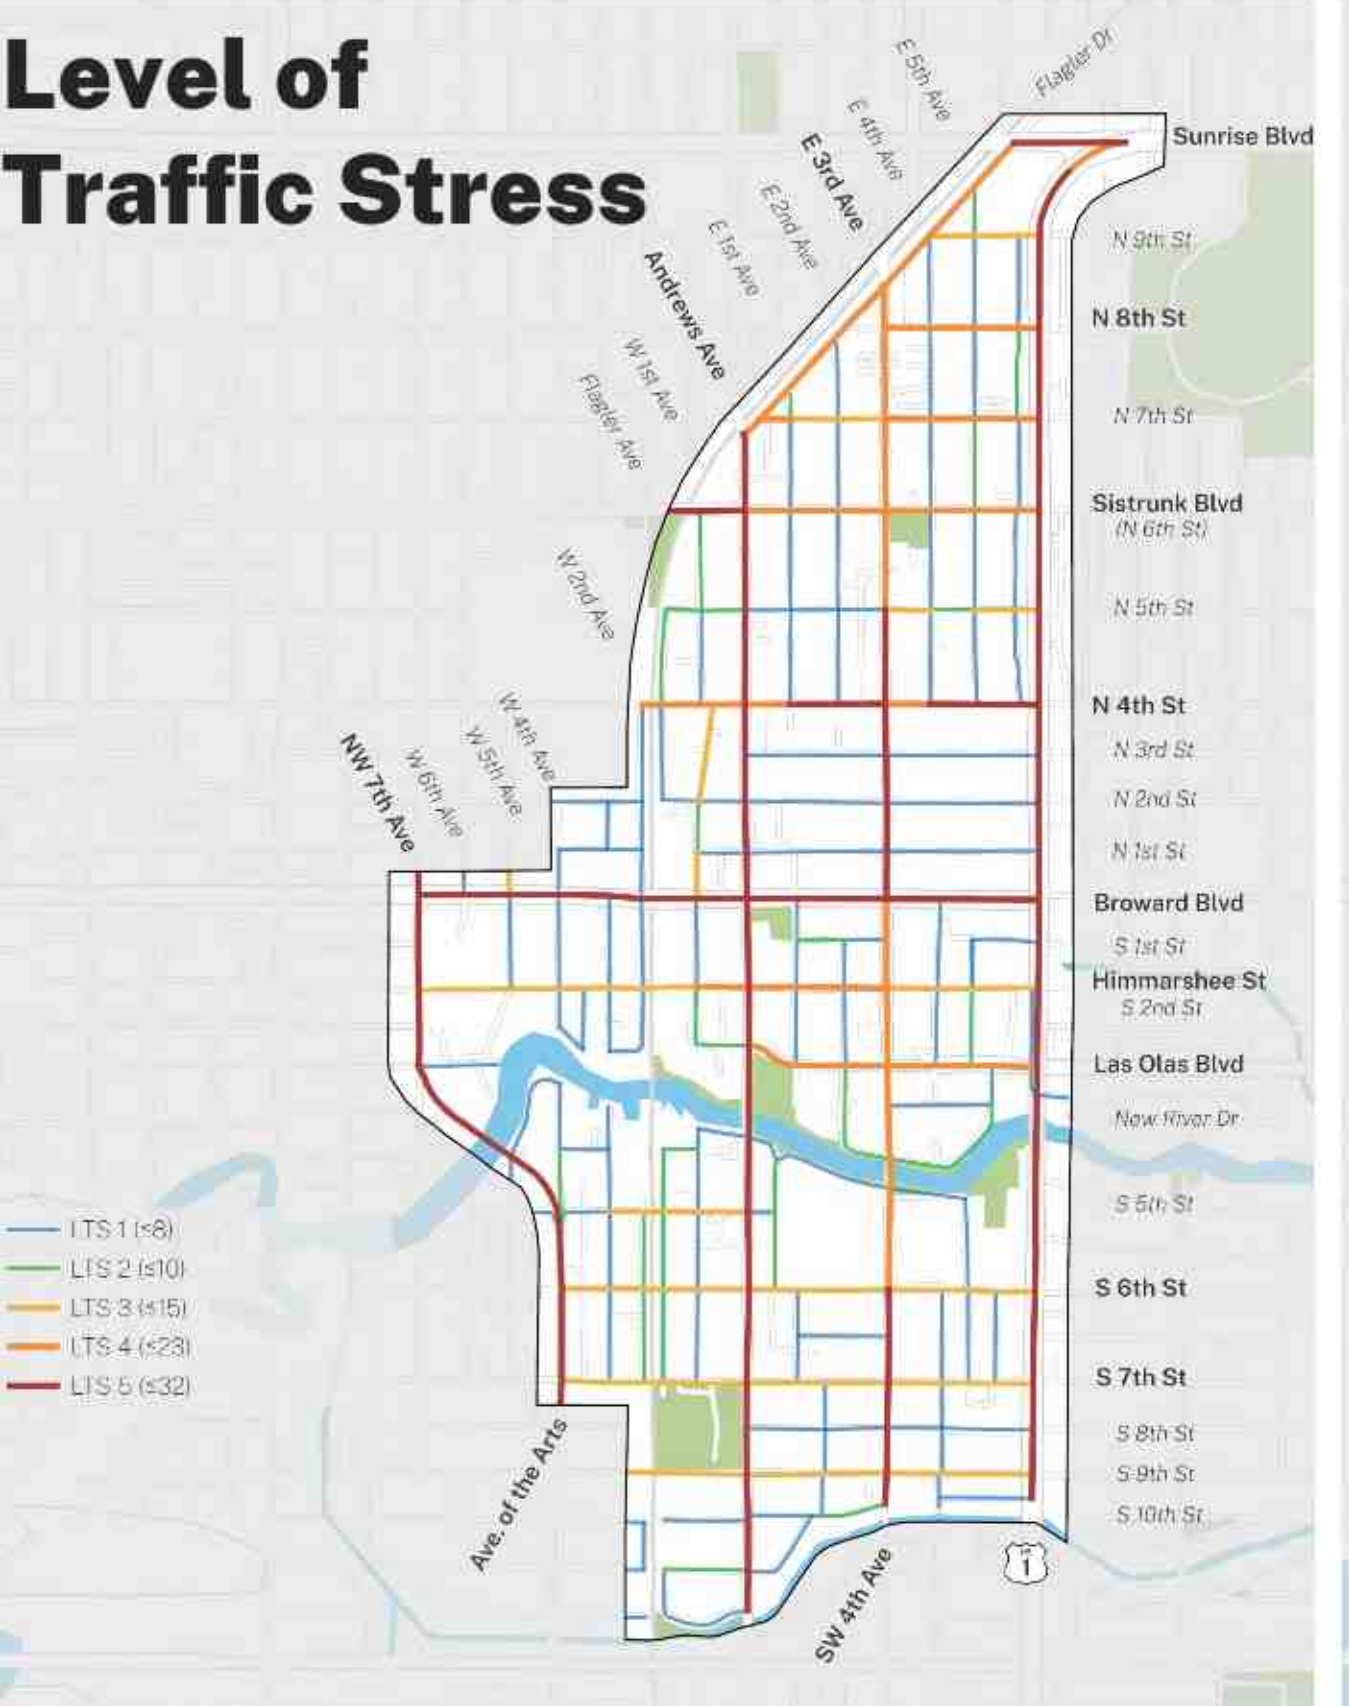 Level of
Traffic Stress
Flagler Dr
E 5th Ave
E 4th Ave
E 3rd Ave
E 2nd Ave
E 1st Ave
Andrews Ave
W 1st Ave
Flagler Ave
W 2nd Ave
W 4th Ave
W 5th Ave
W 6th Ave
NW 7th Ave
Sunrise Blvd
N 9th St
N 8th St
N 7th St
Sistrunk Blvd
(N 6th St)
N 5th St
N 4th St
N 3rd St
N 2nd St
N 1st St
Broward Blvd
S 1st St
Himmarshee St
S 2nd St
Las Olas Blvd
New River Dr
S 5th St
S 6th St
S 7th St
S 8th St
S 9th St
S 10th St
LTS 1 (≤8)
LTS 2 (≤10)
LTS 3 (≤15)
LTS 4 (≤23)
LTS 5 (≤32)
Ave. of the Arts
SW 4th Ave
1